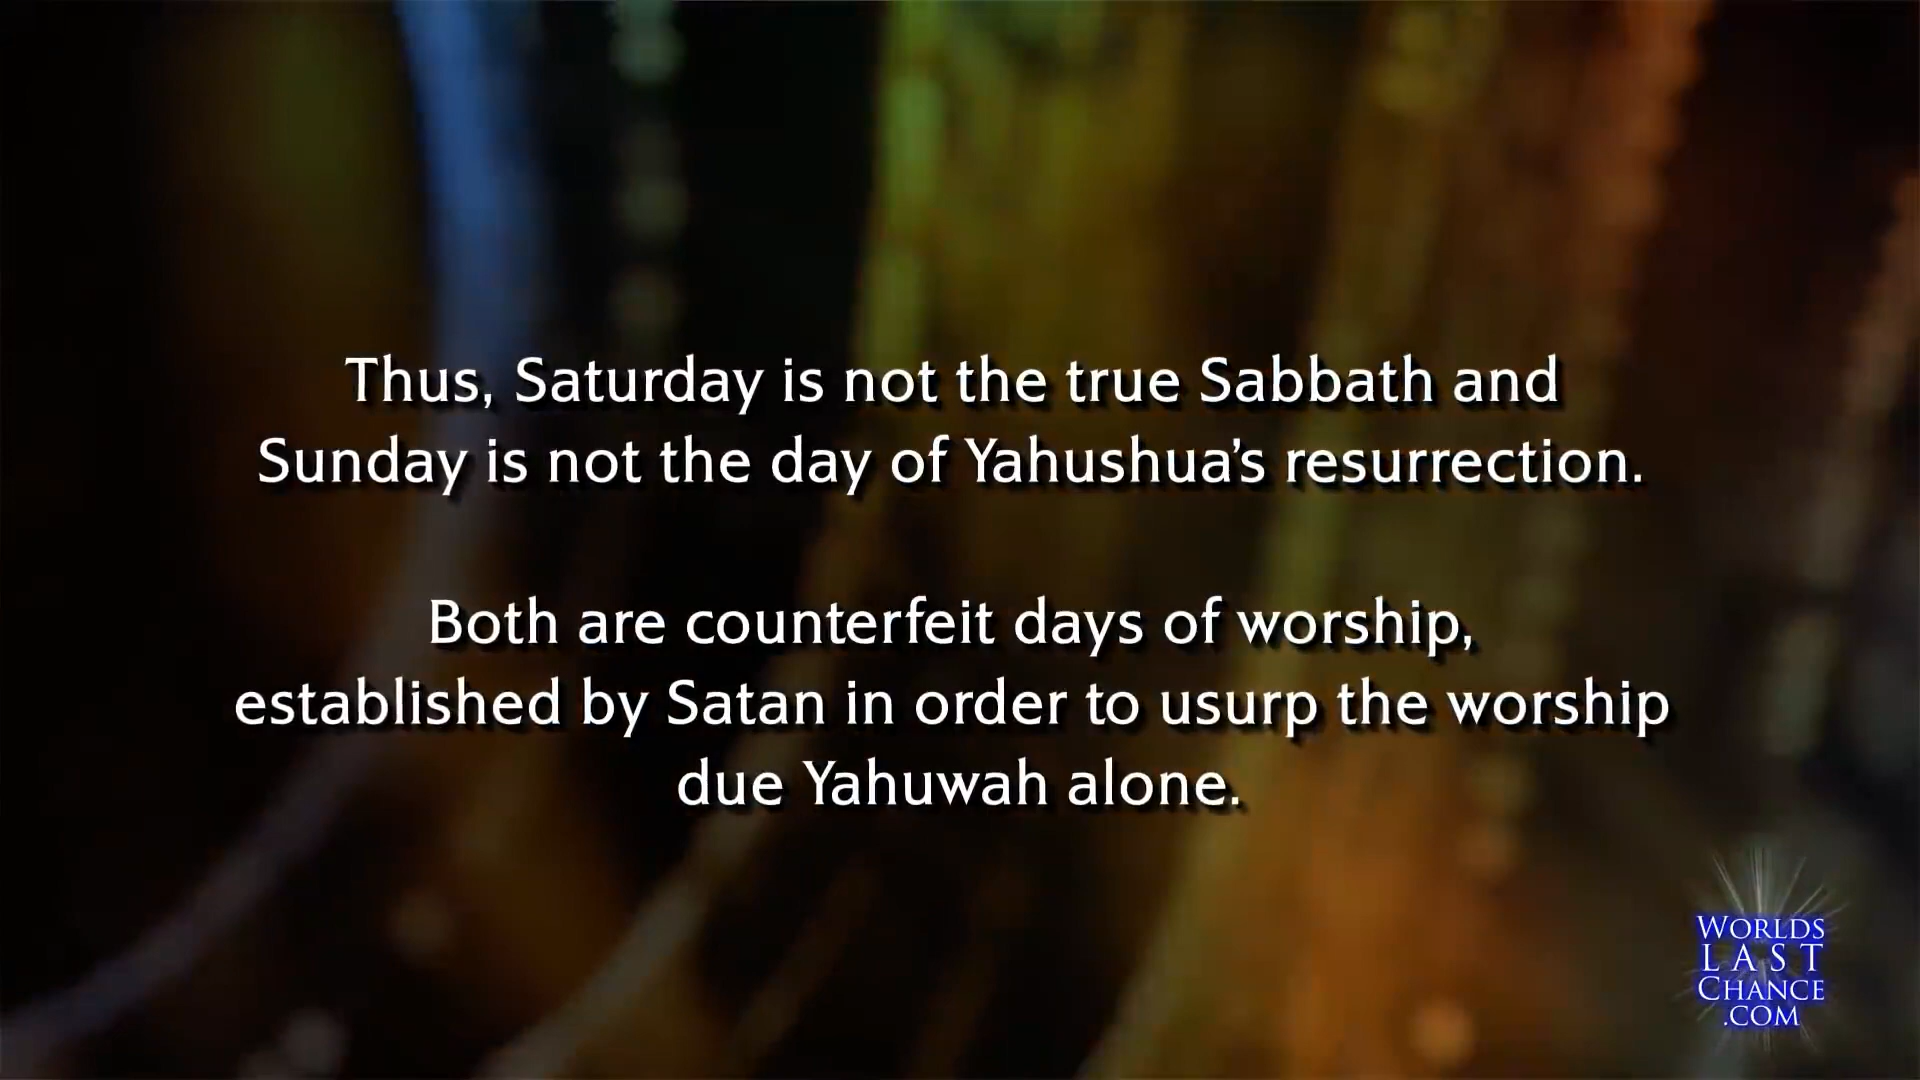 Thus, Saturday is not the true Sabbath and
Sunday is not the day of Yahushua’s resurrection.
Both are counterfeit days of worship,
established by Satan in order to usurp the worship
due Yahuwah alone.
WORLDS
LAST
CHANCE
.COM